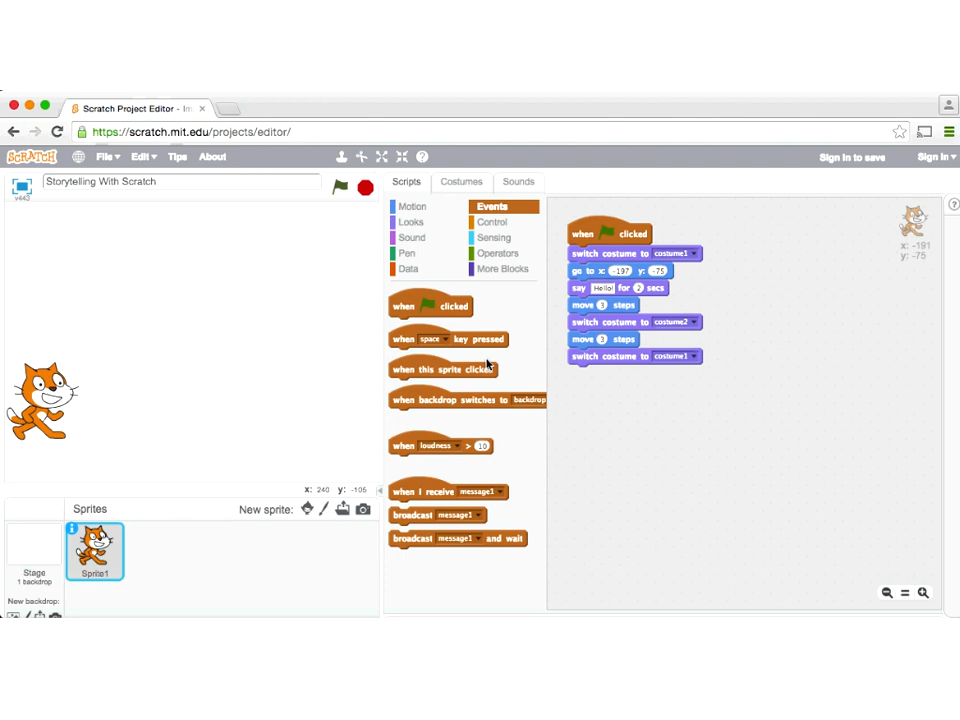 Scratch Project Editor - Im
https://scratch.mit.edu/projects/editor/
SCRATCH File Edit Tips About Sign in to save Sign in
v443 Storytelling With Scratch
Scripts Costumes Sounds
Motion Events
Looks Control
Sound Sensing
Pen Operators
Data More Blocks
when clicked
when space key pressed
when this sprite clicked
when backdrop switches to backdrop
when loudness > 10
when I receive message1
broadcast message1
broadcast message1 and wait
when clicked
switch costume to costume1
go to x: -197 y: -75
say Hello! for 2 secs
move 3 steps
switch costume to costume2
move 3 steps
switch costume to costume1
x: -191
y: -75
x: 240 y: -106
Sprites New sprite:
Sprite1
Stage
1 backdrop
New backdrop: